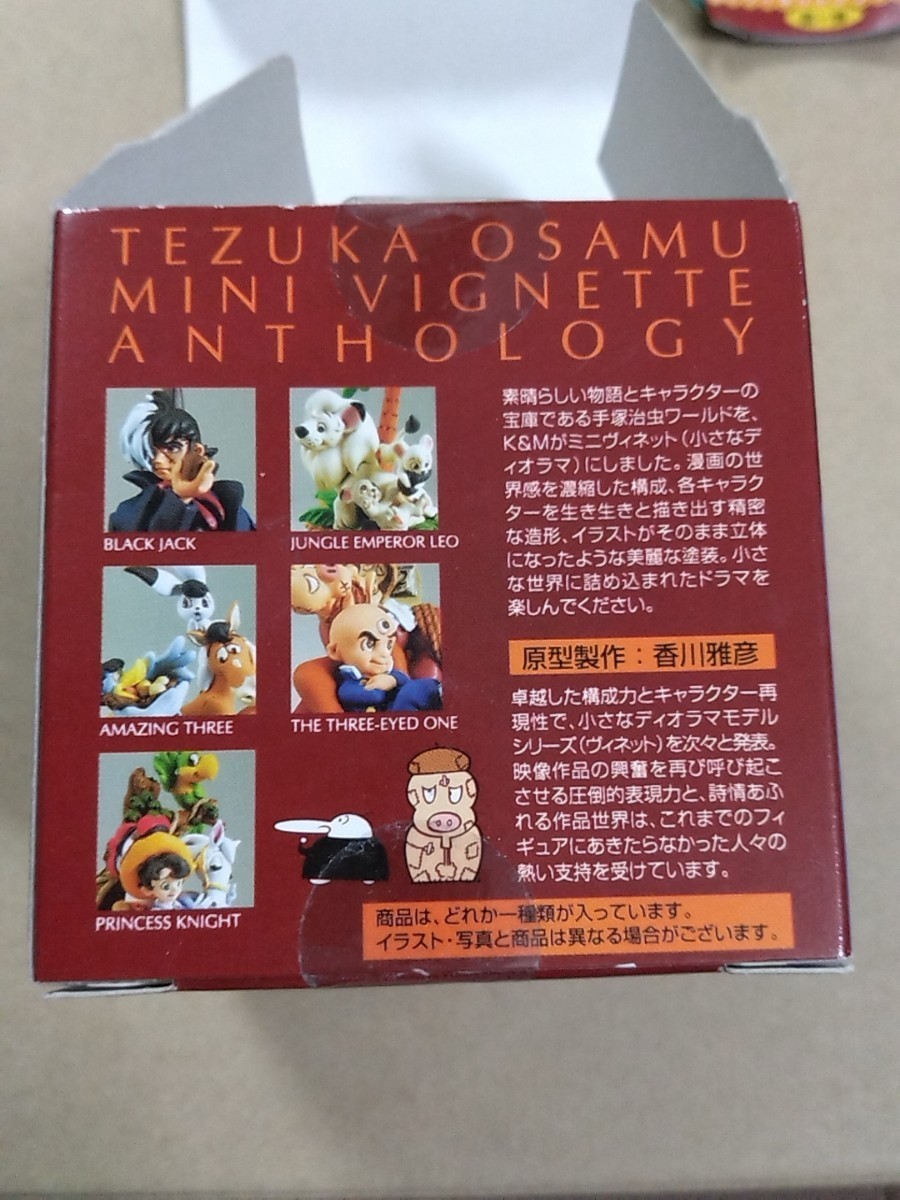 TEZUKA OSAMU
MINI VIGNETTE
ANTHOLOGY
BLACK JACK
JUNGLE EMPEROR LEO
AMAZING THREE
THE THREE-EYED ONE
PRINCESS KNIGHT
素晴らしい物語とキャラクターの
宝庫である手塚治虫ワールドを、
K&Mがミニヴィネット(小さなデ
ィオラマ)にしました。漫画の世
界感を濃縮した構成、各キャラク
ターを生き生きと描き出す精密
な造形、イラストがそのまま立体
になったような美麗な塗装。小さ
な世界に詰め込まれたドラマを
楽しんでください。
原型製作:香川雅彦
卓越した構成力とキャラクター再
現性で、小さなディオラマモデル
シリーズ(ヴィネット)を次々と発表。
映像作品の興奮を再び呼び起こ
させる圧倒的表現力と、詩情あふ
れる作品世界は、これまでのフィ
ギュアにあきたらなかった人々の
熱い支持を受けています。
商品は、どれか一種類が入っています。
イラスト・写真と商品は異なる場合がございます。